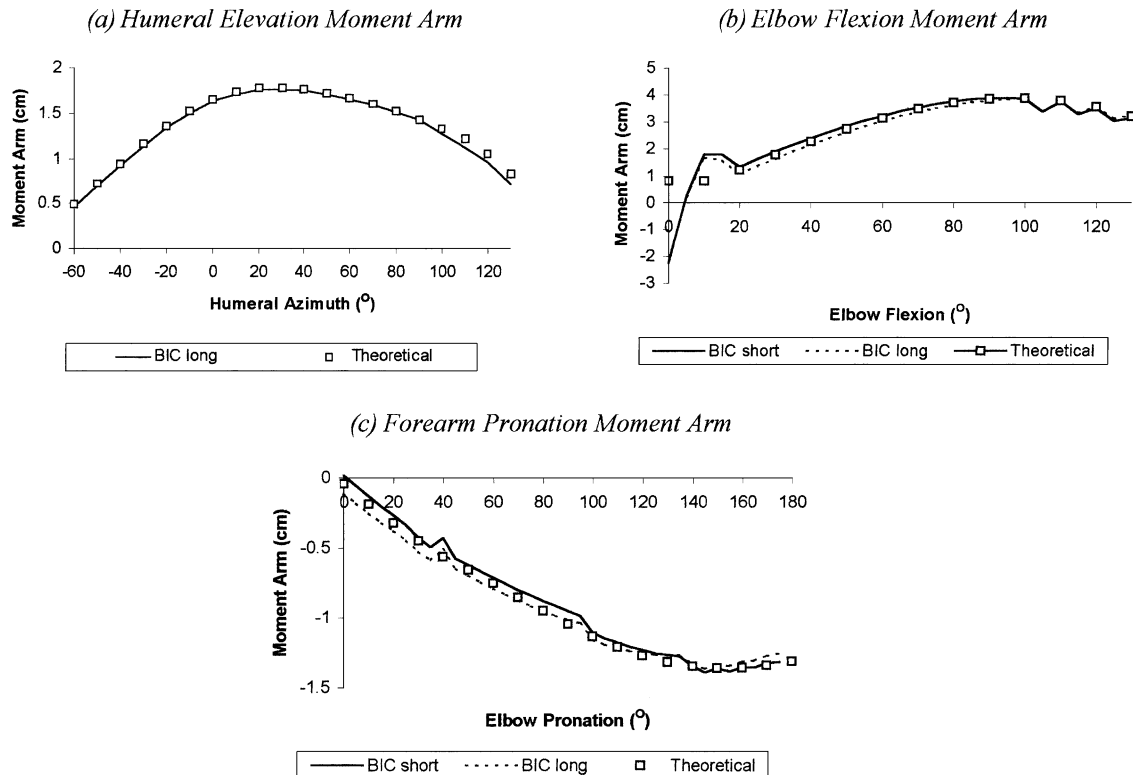 (a) Humeral Elevation Moment Arm
Moment Arm (cm)
2
1.5
1
0.5
0
-60 -40 -20 0 20 40 60 80 100 120
Humeral Azimuth (O)
BIC long Theoretical
(b) Elbow Flexion Moment Arm
Moment Arm (cm)
5
4
3
2
1
0
-1
-2
-3
0 20 40 60 80 100 120
Elbow Flexion (O)
BIC short BIC long Theoretical
(c) Forearm Pronation Moment Arm
Moment Arm (cm)
0
-0.5
-1
-1.5
0 20 40 60 80 100 120 140 160 180
Elbow Pronation (O)
BIC short BIC long Theoretical